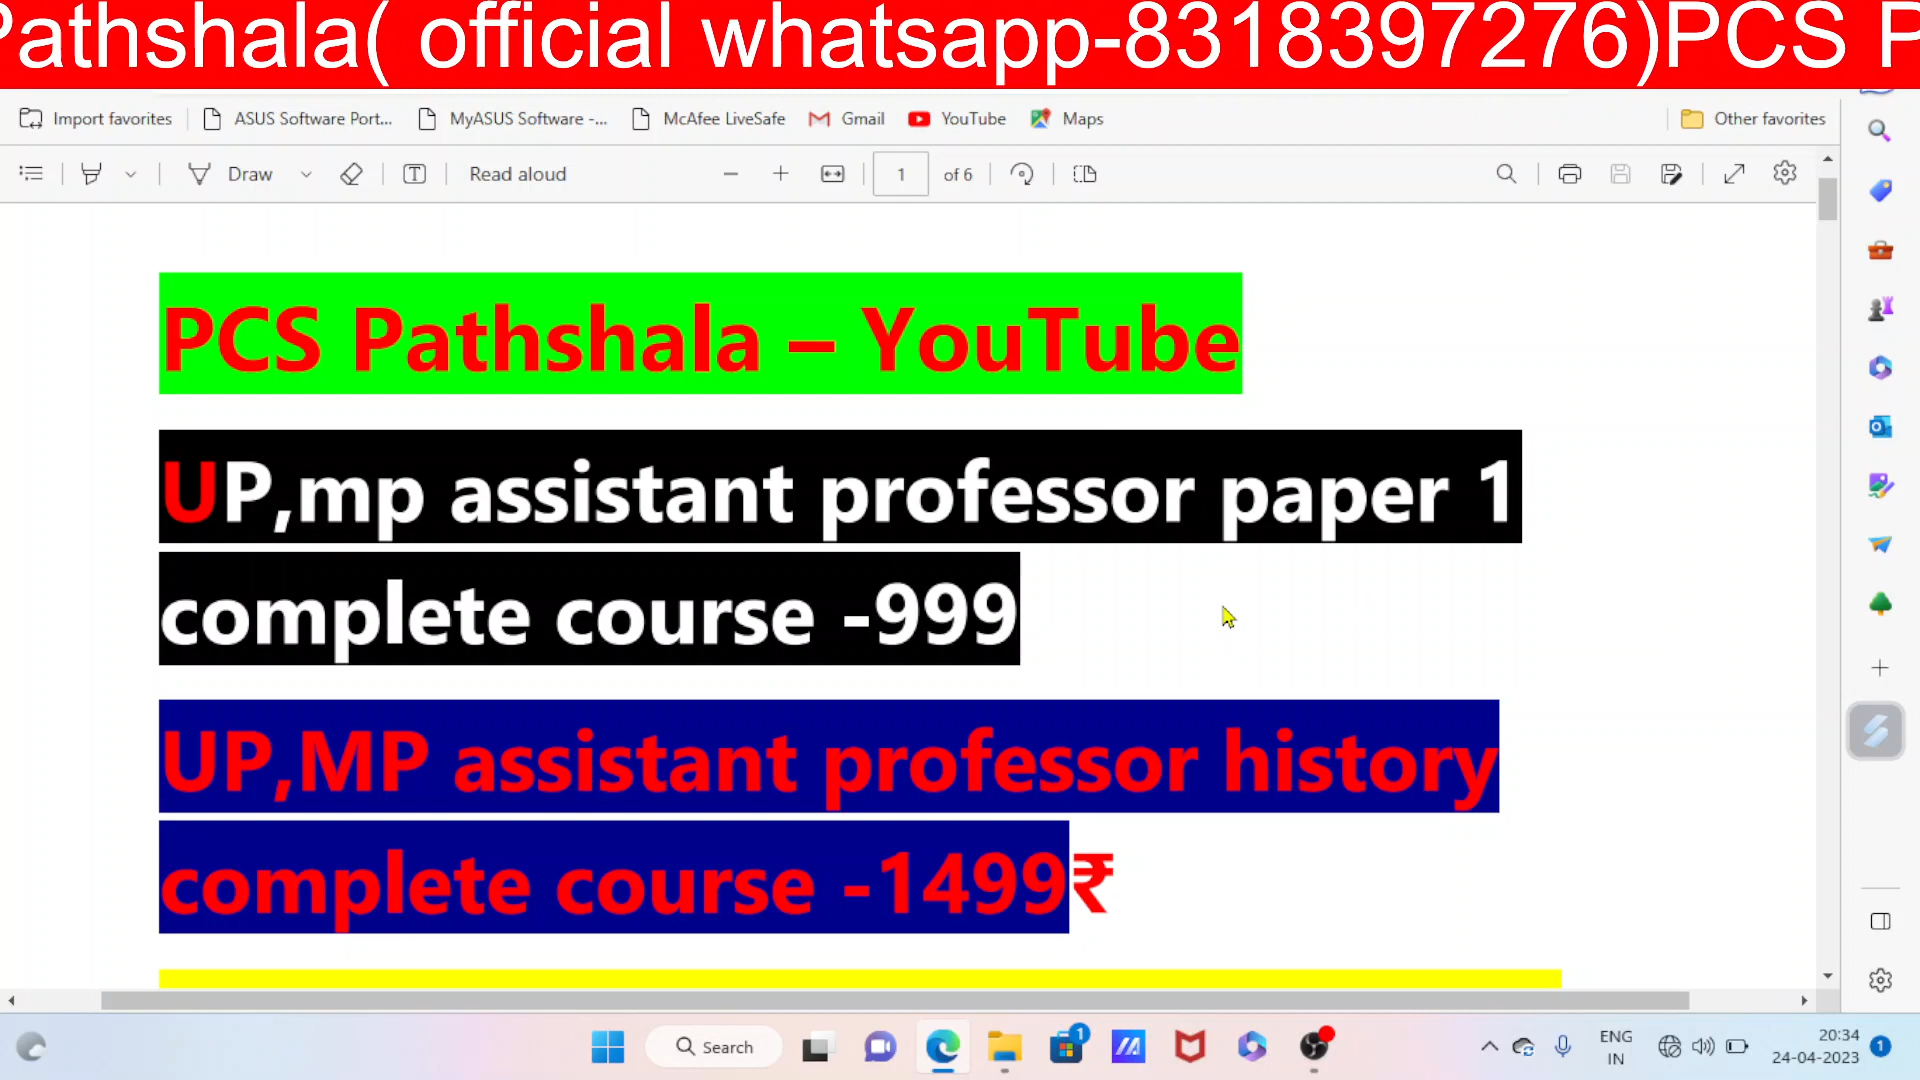 Pathshala( official whatsapp-8318397276)PCS P
Import favorites ASUS Software Port... MyASUS Software -... McAfee LiveSafe Gmail YouTube Maps Other favorites
Draw Read aloud 1 of 6
PCS Pathshala – YouTube
UP,mp assistant professor paper 1
complete course -999
UP,MP assistant professor history
complete course -1499₹
Search 1 ENG 20:34 1
IN 24-04-2023